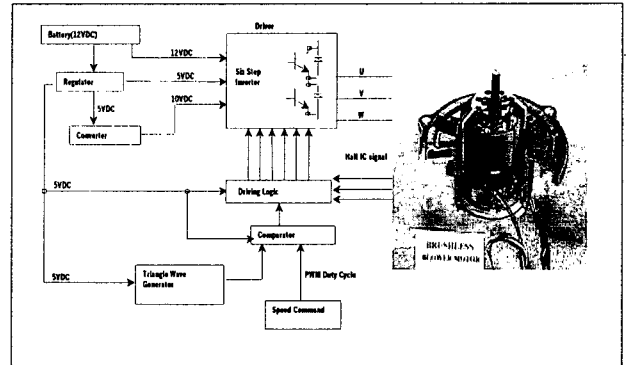 Driver
Battery(12VDC)
12VDC
Six Step
Inverter
U
Regulator
5VDC
V
5VDC
10VDC
W
Converter
Hall IC signal
5VDC
Driving Logic
Comparator
BRUSHLESS
BLOWER MOTOR
5VDC
Triangle Wave
Generator
PWM Duty Cycle
Speed Command